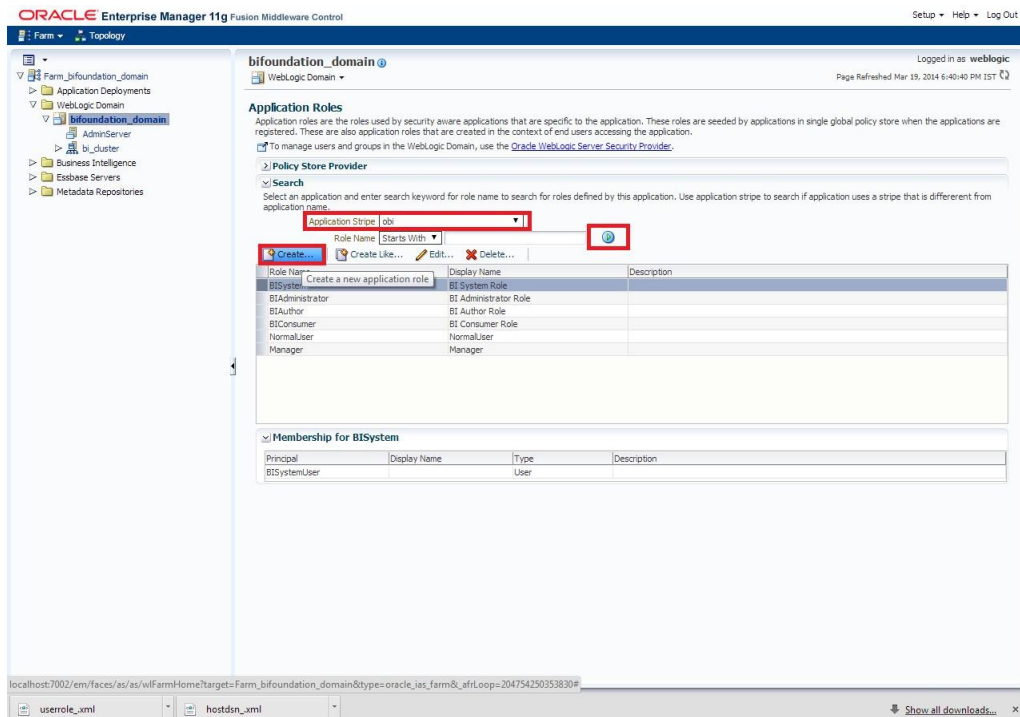 ORACLE Enterprise Manager 11g Fusion Middleware Control
Setup Help Log Out
Farm Topology
Farm_bifoundation_domain
Application Deployments
WebLogic Domain
bifoundation_domain
AdminServer
bi_cluster
Business Intelligence
Essbase Servers
Metadata Repositories
bifoundation_domain
Logged in as weblogic
WebLogic Domain
Page Refreshed Mar 19, 2014 6:40:40 PM IST
Application Roles
Application roles are the roles used by security aware applications that are specific to the application. These roles are seeded by applications in single global policy store when the applications are
registered. These are also application roles that are created in the context of end users accessing the application.
To manage users and groups in the WebLogic Domain, use the Oracle WebLogic Server Security Provider.
Policy Store Provider
Search
Select an application and enter search keyword for role name to search for roles defined by this application. Use application stripe to search if application uses a stripe that is differerent from
application name.
Application Stripe obi
Role Name Starts With
Create... Create Like... Edit... Delete...
Role Name Display Name Description
Create a new application role
BISystem BI System Role
BIAdministrator BI Administrator Role
BIAuthor BI Author Role
BIConsumer BI Consumer Role
NormalUser NormalUser
Manager Manager
Membership for BISystem
Principal Display Name Type Description
BISystemUser User
localhost:7002/em/faces/as/as/wlFarmHome?target=Farm_bifoundation_domain&type=oracle_ias_farm&_afrLoop=204754250353830#
userrole_.xml hostdsn_.xml Show all downloads...